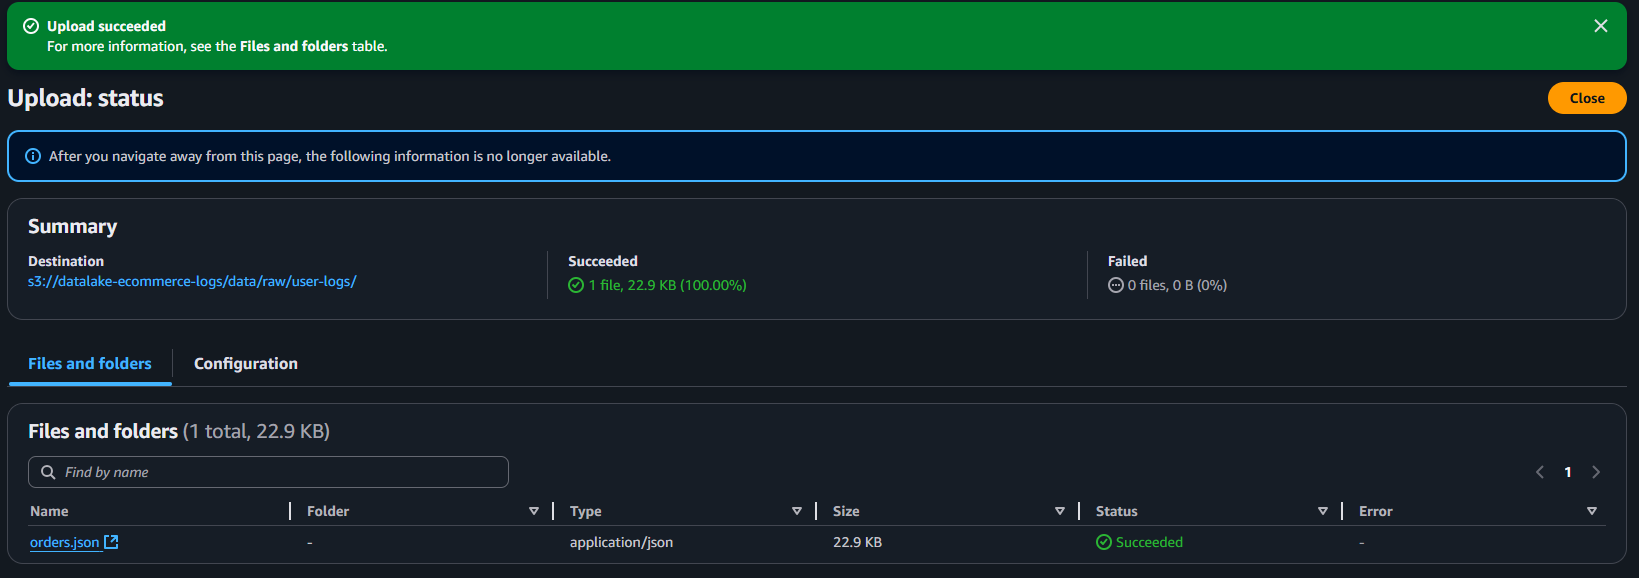 Upload succeeded
For more information, see the Files and folders table.
Upload: status
Close
After you navigate away from this page, the following information is no longer available.
Summary
Destination
s3://datalake-ecommerce-logs/data/raw/user-logs/
Succeeded
1 file, 22.9 KB (100.00%)
Failed
0 files, 0 B (0%)
Files and folders
Configuration
Files and folders (1 total, 22.9 KB)
Find by name
1
Name Folder Type Size Status Error
orders.json - application/json 22.9 KB Succeeded -